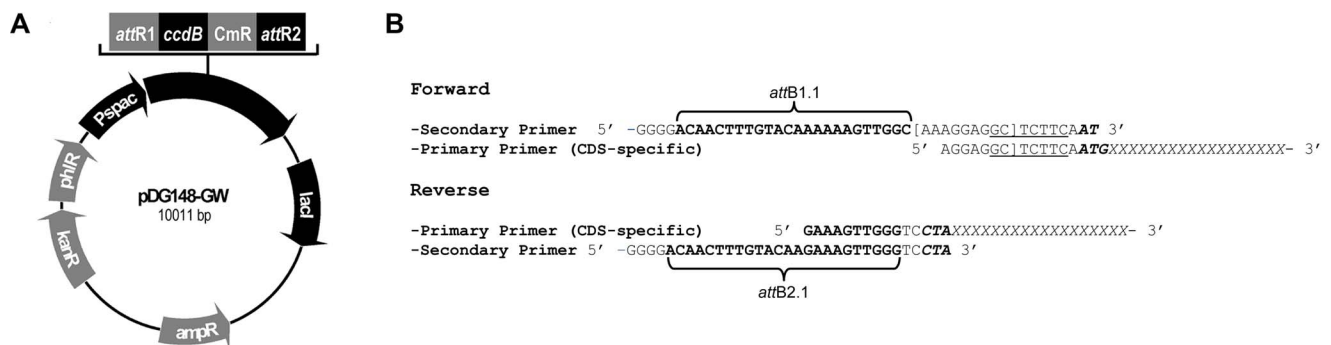 A
attR1 ccdB CmR attR2
Pspac
phlR
lacI
pDG148-GW
10011 bp
kanR
ampR
B
Forward
attB1.1
-Secondary Primer 5’ -GGGGACAACTTTGTACAAAAAAGTTGGC[AAAGGAGGC]TCTTCAAT 3’
-Primary Primer (CDS-specific) 5’ AGGAGGC]TCTTCAATGXXXXXXXXXXXXXXXXXX- 3’
Reverse
-Primary Primer (CDS-specific) 5’ GAAAGTTGGGTCCTAXXXXXXXXXXXXXXXXXX- 3’
-Secondary Primer 5’ -GGGGACAACTTTGTACAAGAAAGTTGGGTCCTA 3’
attB2.1